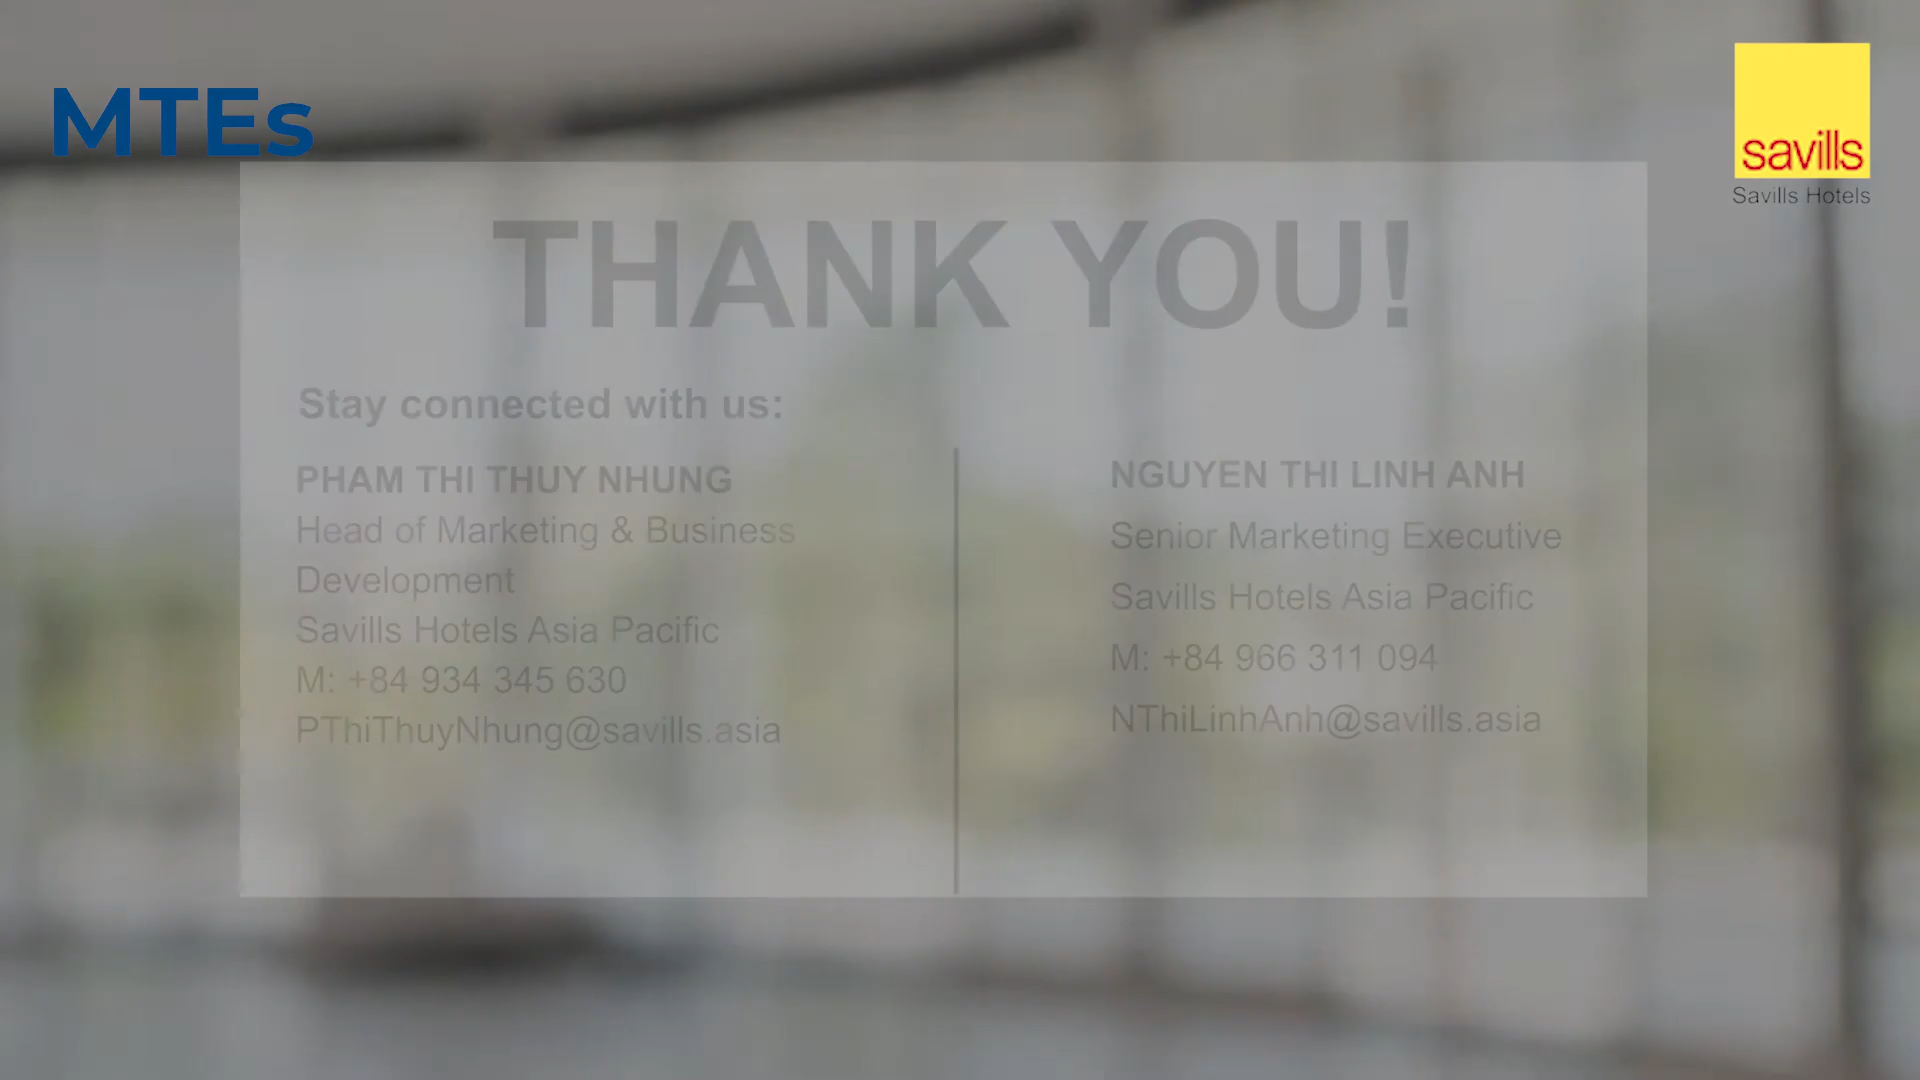 MTEs
savills
Savills Hotels
THANK YOU!
Stay connected with us:
PHAM THI THUY NHUNG
Head of Marketing & Business
Development
Savills Hotels Asia Pacific
M: +84 934 345 630
PThiThuyNhung@savills.asia
NGUYEN THI LINH ANH
Senior Marketing Executive
Savills Hotels Asia Pacific
M: +84 966 311 094
NThiLinhAnh@savills.asia